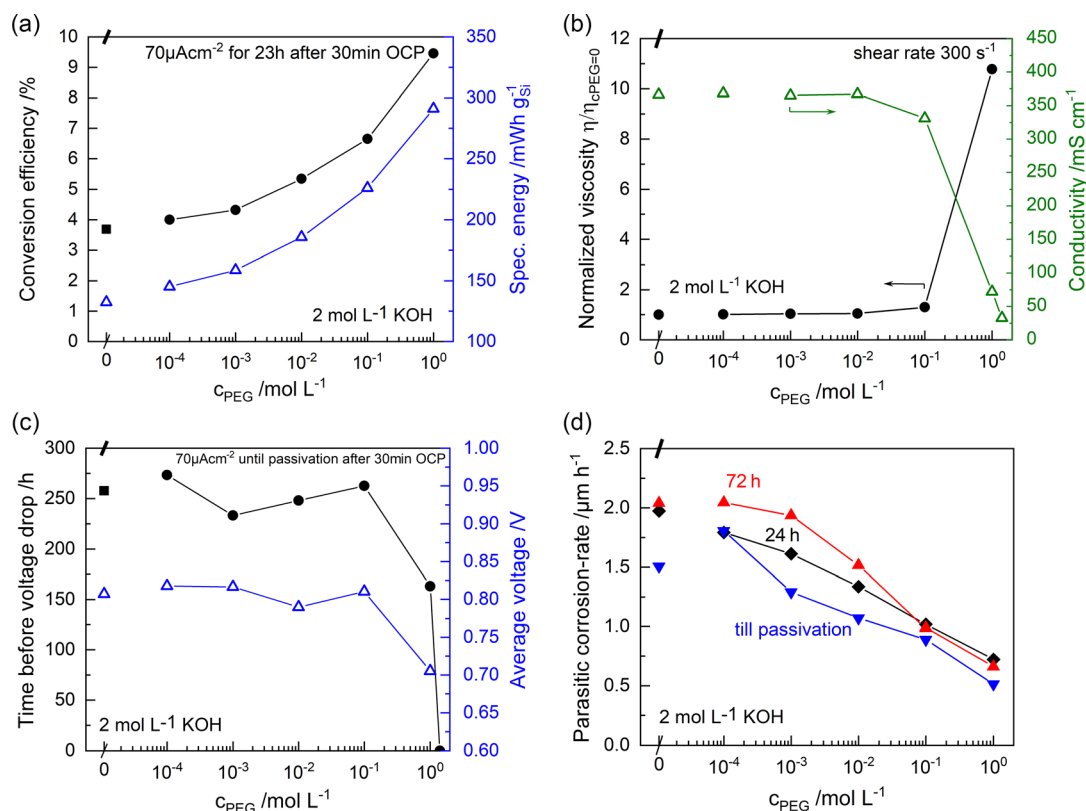 (a)
70µAcm-2 for 23h after 30min OCP
Conversion efficiency /%
10
9
8
7
6
5
4
3
2
1
0
Spec. energy /mWh g-1Si
350
300
250
200
150
100
2 mol L-1 KOH
0 10-4 10-3 10-2 10-1 100
cPEG /mol L-1
(b)
shear rate 300 s-1
Normalized viscosity η/ηcPEG=0
12
10
8
6
4
2
0
Conductivity /mS cm-1
450
400
350
300
250
200
150
100
50
0
2 mol L-1 KOH
0 10-4 10-3 10-2 10-1 100
cPEG /mol L-1
(c)
70µAcm-2 until passivation after 30min OCP
Time before voltage drop /h
300
250
200
150
100
50
0
Average voltage /V
1.00
0.95
0.90
0.85
0.80
0.75
0.70
0.65
0.60
2 mol L-1 KOH
0 10-4 10-3 10-2 10-1 100
cPEG /mol L-1
(d)
Parasitic corrosion-rate /µm h-1
2.5
2.0
1.5
1.0
0.5
0.0
72 h
24 h
till passivation
2 mol L-1 KOH
0 10-4 10-3 10-2 10-1 100
cPEG /mol L-1